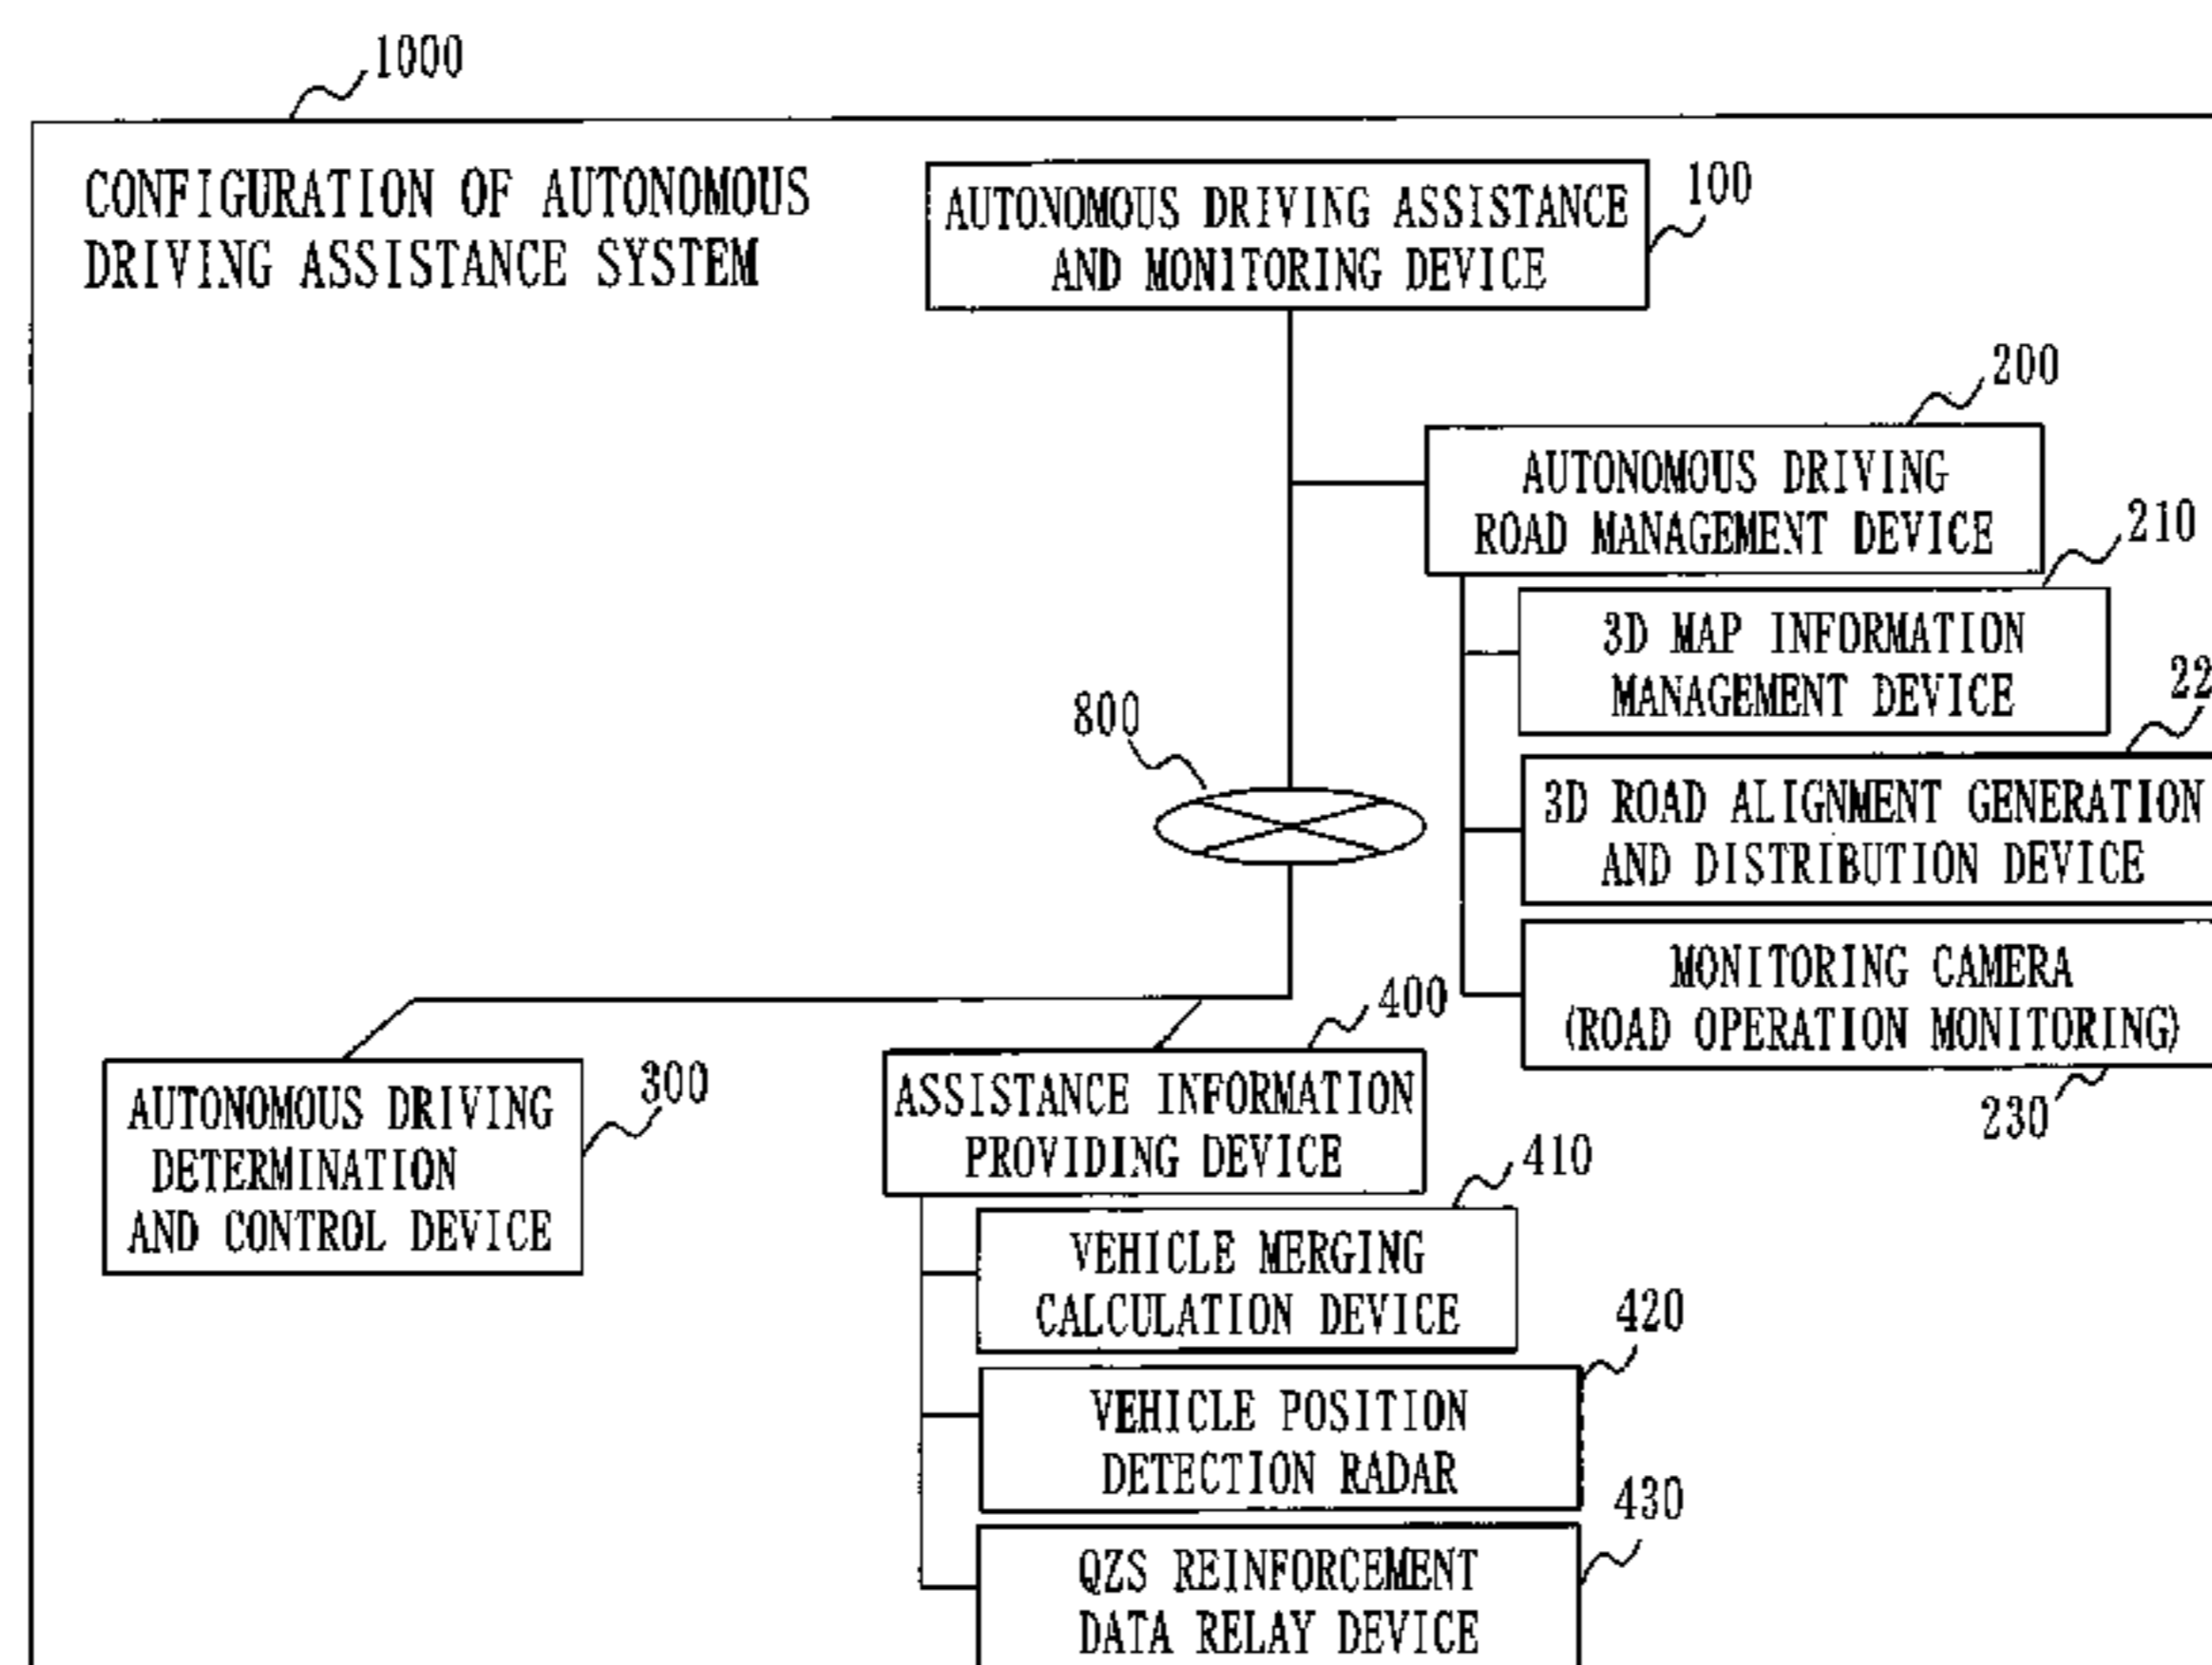 1000
CONFIGURATION OF AUTONOMOUS
DRIVING ASSISTANCE SYSTEM
AUTONOMOUS DRIVING ASSISTANCE
AND MONITORING DEVICE
100
200
AUTONOMOUS DRIVING
ROAD MANAGEMENT DEVICE
210
3D MAP INFORMATION
MANAGEMENT DEVICE
22
800
3D ROAD ALIGNMENT GENERATION
AND DISTRIBUTION DEVICE
MONITORING CAMERA
(ROAD OPERATION MONITORING)
230
AUTONOMOUS DRIVING
DETERMINATION
AND CONTROL DEVICE
300
400
ASSISTANCE INFORMATION
PROVIDING DEVICE
410
VEHICLE MERGING
CALCULATION DEVICE
420
VEHICLE POSITION
DETECTION RADAR
430
QZS REINFORCEMENT
DATA RELAY DEVICE